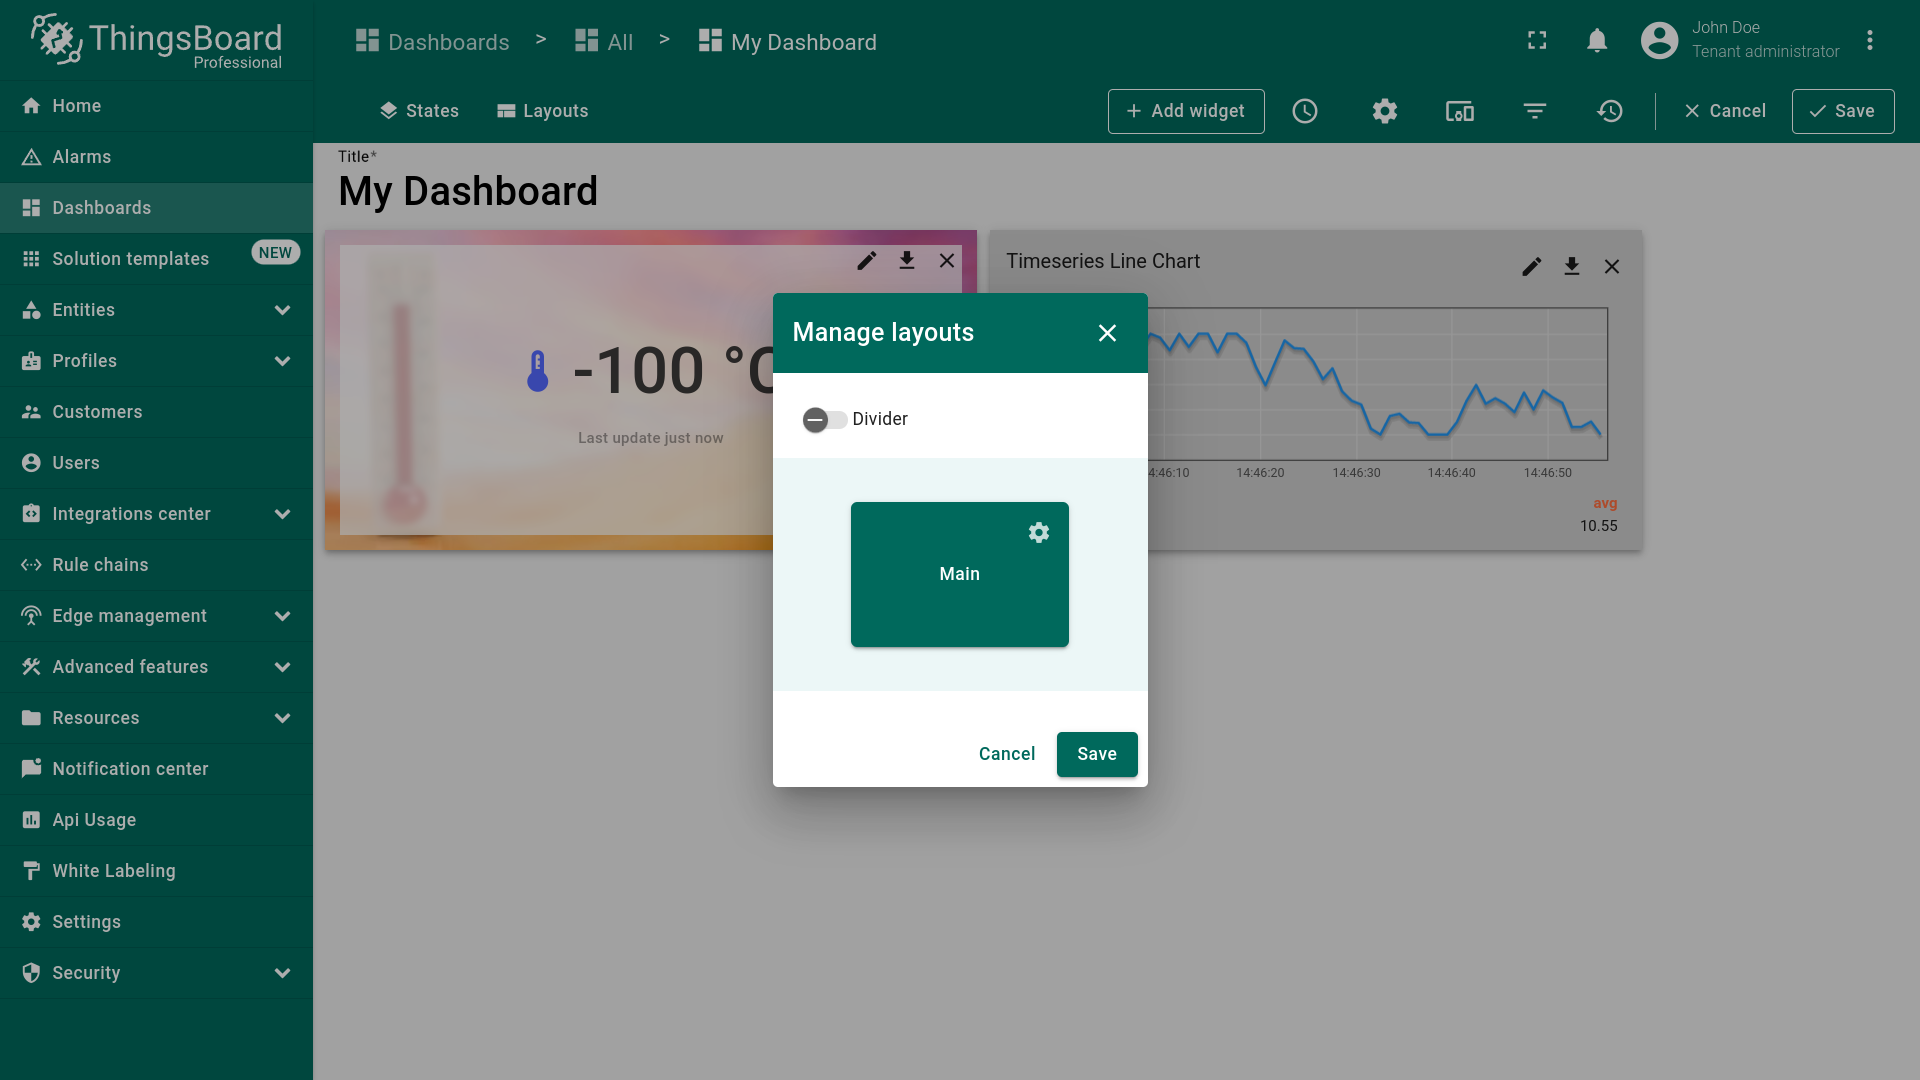 ThingsBoard
Professional
Dashboards > All > My Dashboard
John Doe
Tenant administrator
States
Layouts
Add widget
Cancel
Save
Home
Alarms
Dashboards
Solution templates
NEW
Entities
Profiles
Customers
Users
Integrations center
Rule chains
Edge management
Advanced features
Resources
Notification center
Api Usage
White Labeling
Settings
Security
Title*
My Dashboard
-100 °C
Last update just now
Timeseries Line Chart
4:46:10
14:46:20
14:46:30
14:46:40
14:46:50
avg
10.55
Manage layouts
Divider
Main
Cancel
Save